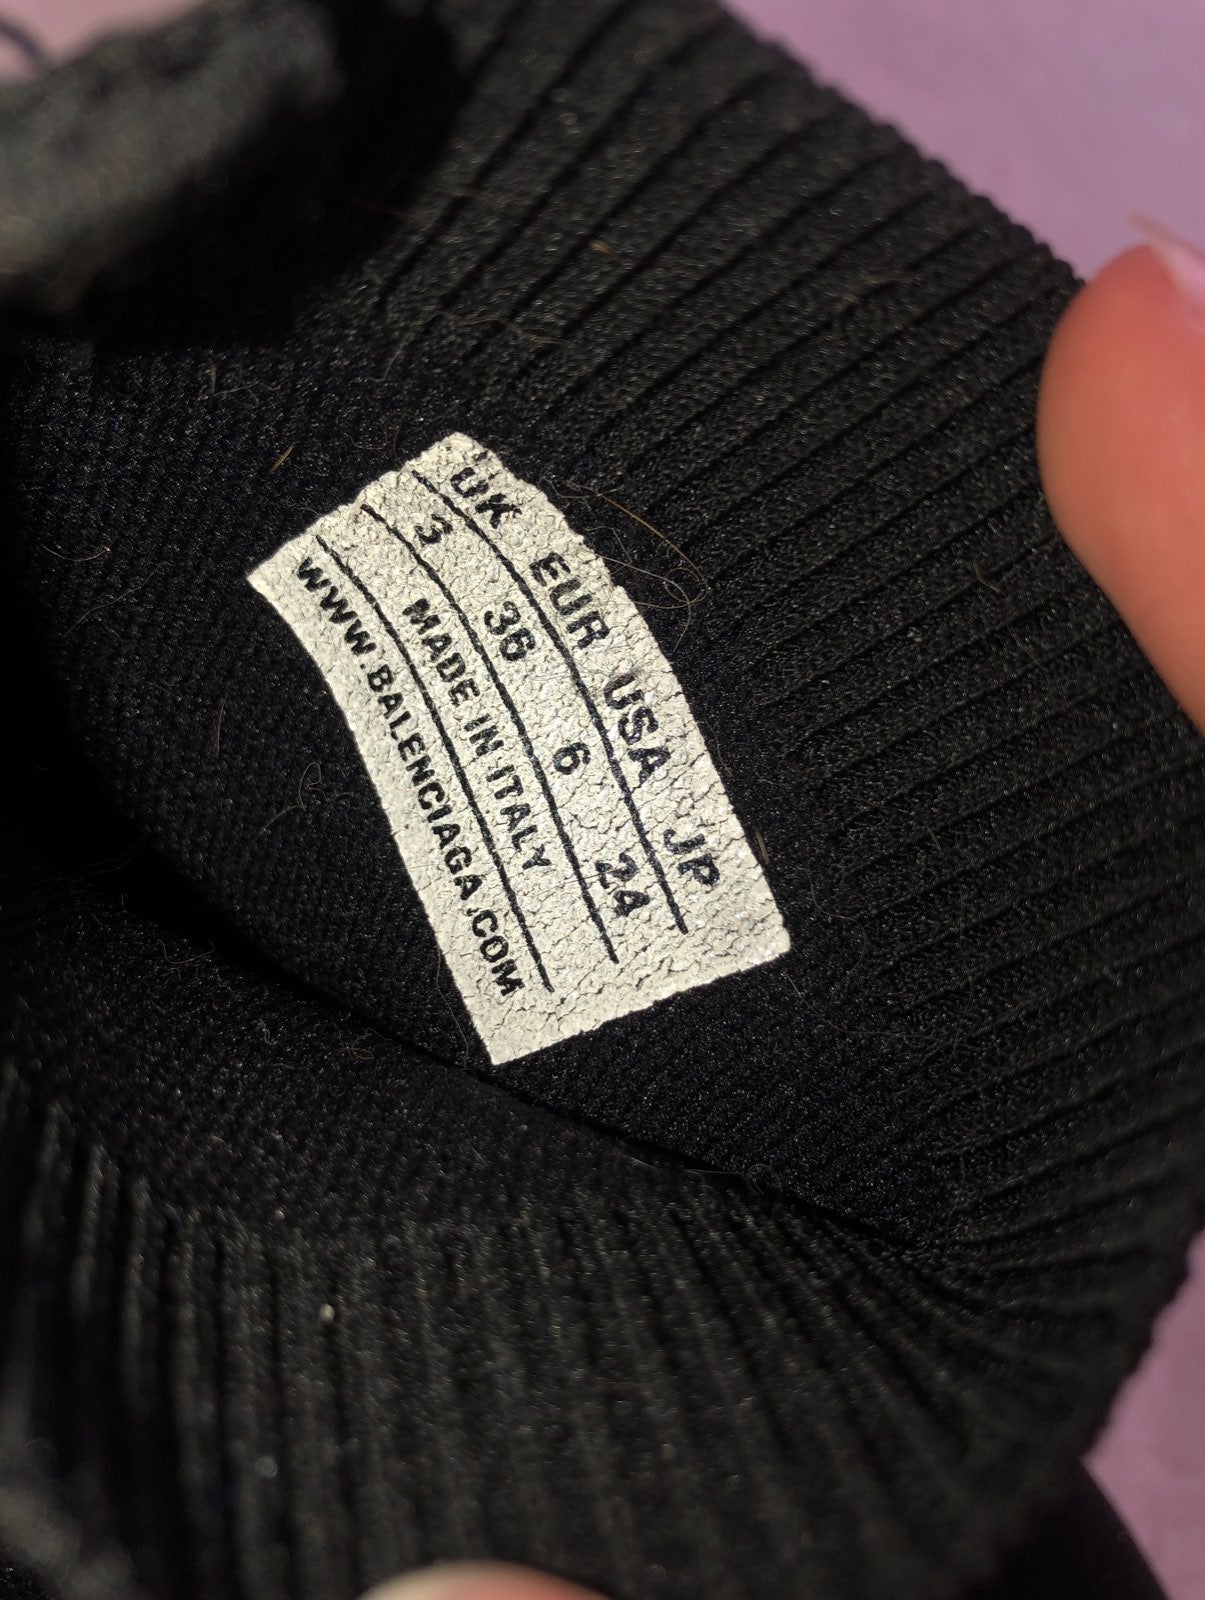 UK EUR USA JP
3 36 6 24
MADE IN ITALY
WWW.BALENCIAGA.COM